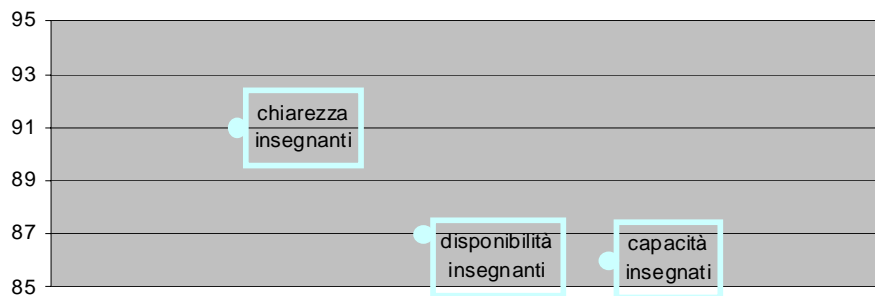 95
93
91
89
87
85
chiarezza
insegnanti
disponibilità
insegnanti
capacità
insegnati